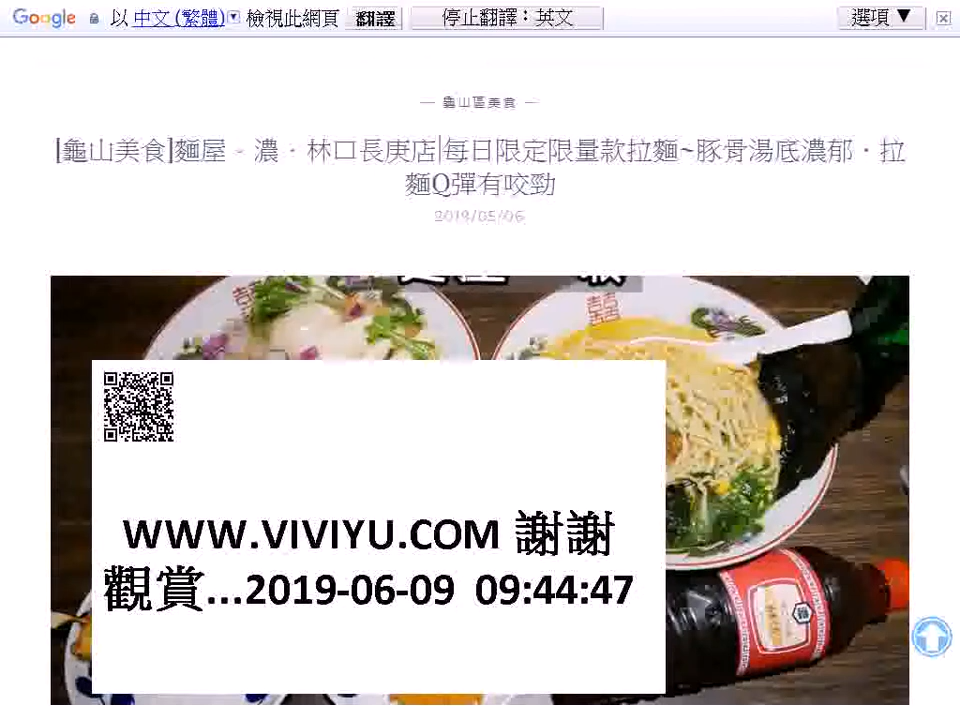 Google 以 中文 (繁體) 檢視此網頁 翻譯 停止翻譯：英文 選項 ▼
— 龜山區美食 —
[龜山美食]麵屋‧濃‧林口長庚店|每日限定限量款拉麵~豚骨湯底濃郁‧拉
麵Q彈有咬勁
2019/05/06
囍
囍
WWW.VIVIYU.COM 謝謝
觀賞...2019-06-09 09:44:47